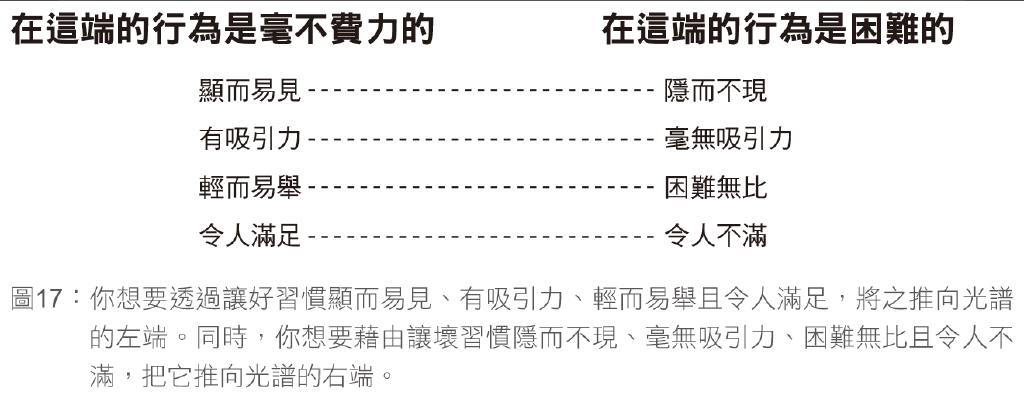 在這端的行為是毫不費力的 在這端的行為是困難的
顯而易見 --------------------------- 隱而不現
有吸引力 --------------------------- 毫無吸引力
輕而易舉 --------------------------- 困難無比
令人滿足 --------------------------- 令人不滿
圖17：你想要透過讓好習慣顯而易見、有吸引力、輕而易舉且令人滿足，將之推向光譜
的左端。同時，你想要藉由讓壞習慣隱而不現、毫無吸引力、困難無比且令人不
滿，把它推向光譜的右端。